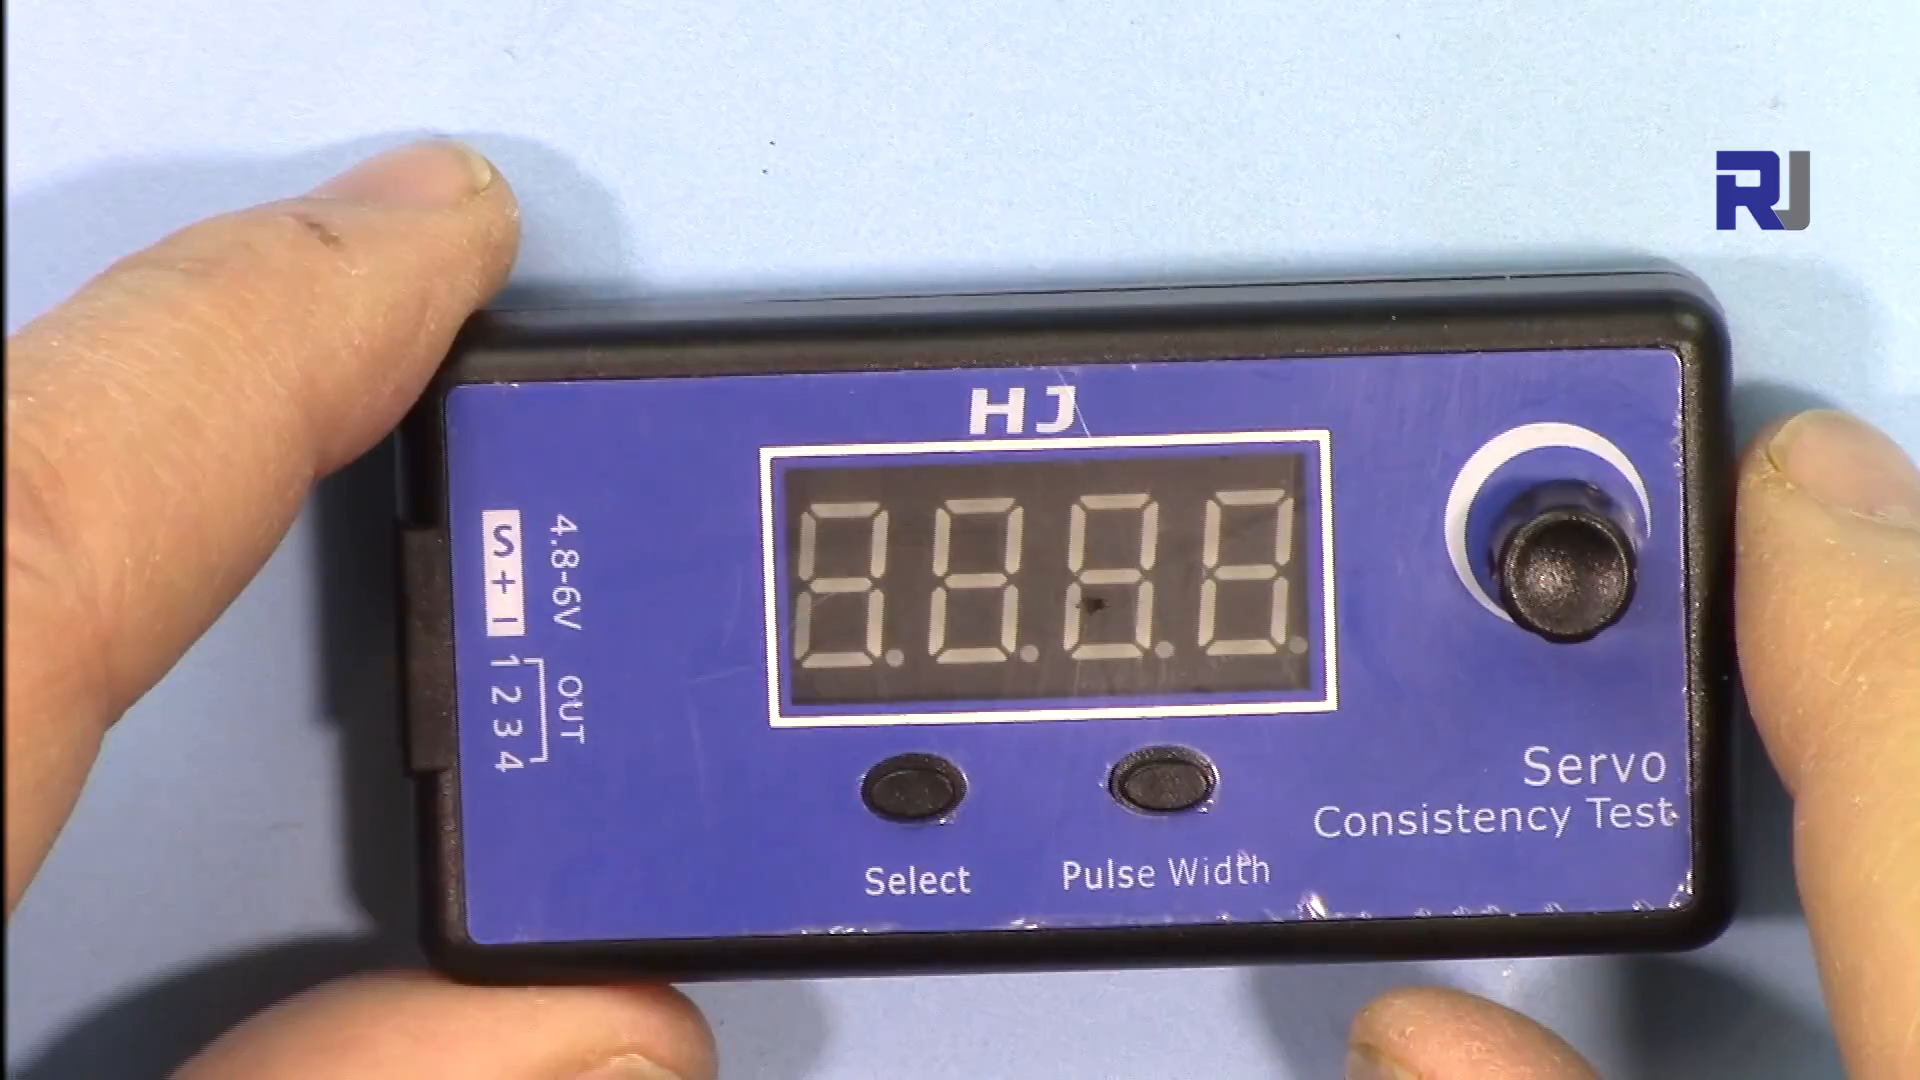 RJ
HJ
S + -
4.8-6V
1 2 3 4
OUT
Select
Pulse Width
Servo
Consistency Test